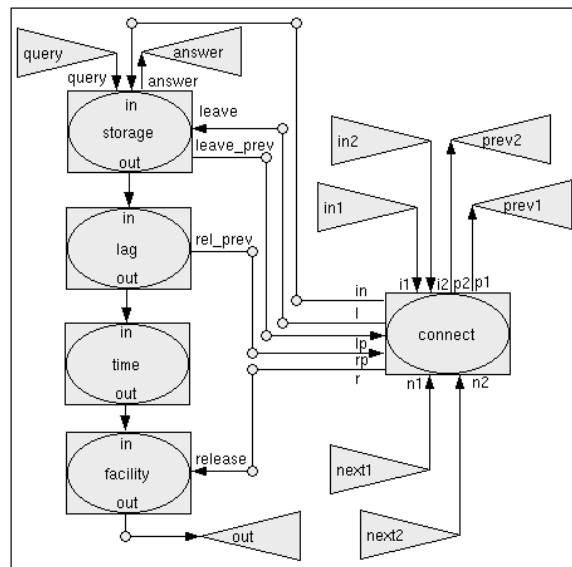 query
answer
query
answer
in
storage
out
leave
leave_prev
in2
prev2
in1
prev1
in
lag
out
rel_prev
i1
i2
p2
p1
in
l
lp
rp
r
connect
n1
n2
in
time
out
in
facility
out
release
next1
next2
out